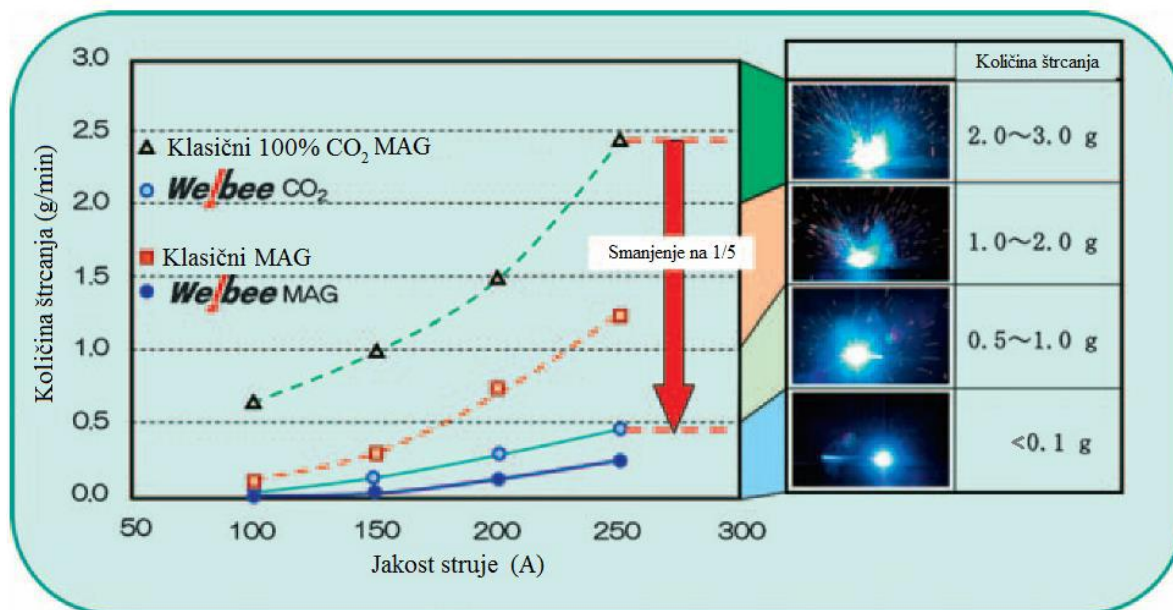 Količina štrcanja (g/min)
3.0
2.5
2.0
1.5
1.0
0.5
0.0
50
100
150
200
250
300
Jakost struje (A)
Klasični 100% CO₂ MAG
Welbee CO₂
Klasični MAG
Welbee MAG
Smanjenje na 1/5
Količina štrcanja
2.0~3.0 g
1.0~2.0 g
0.5~1.0 g
<0.1 g